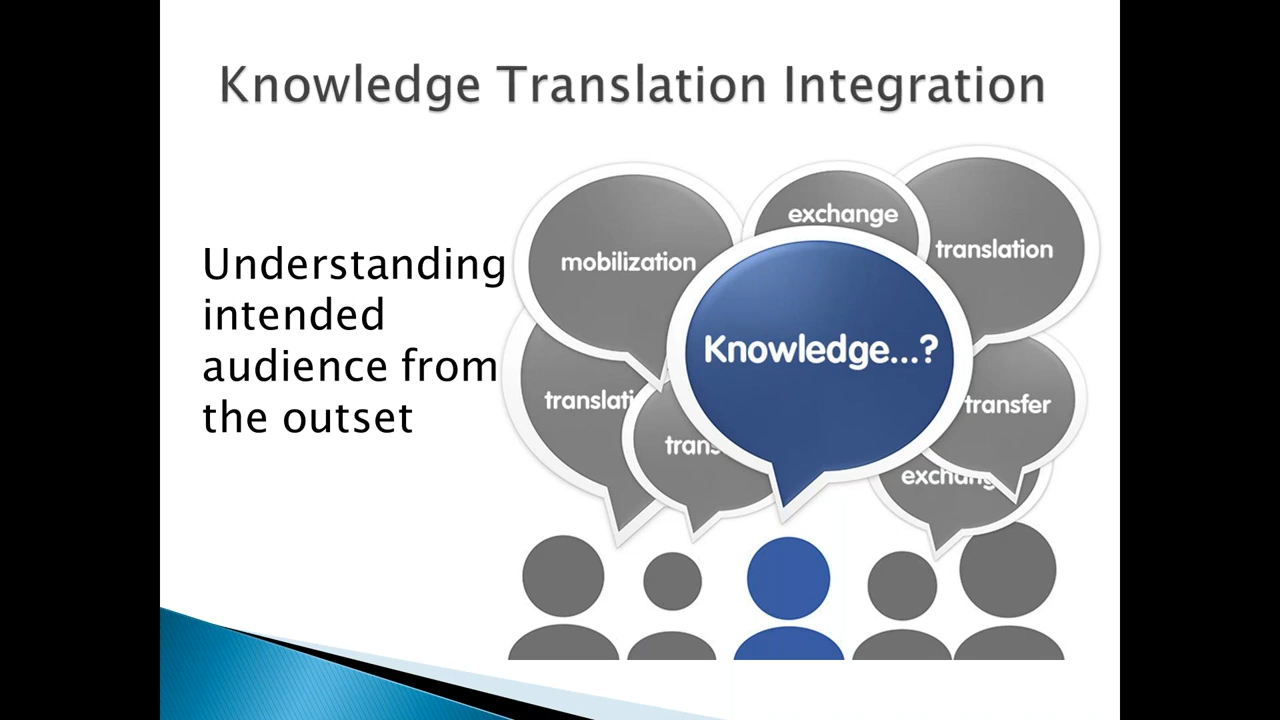 Knowledge Translation Integration
Understanding
intended
audience from
the outset
exchange
mobilization
translation
Knowledge...?
transfer